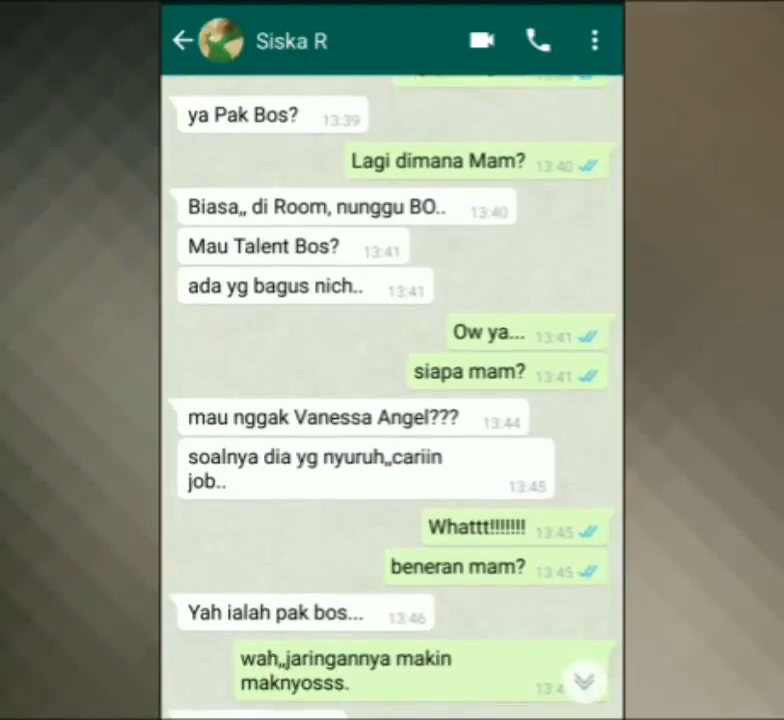 Siska R
ya Pak Bos? 13:39
Lagi dimana Mam? 13:40
Biasa,, di Room, nunggu BO.. 13:40
Mau Talent Bos? 13:41
ada yg bagus nich.. 13:41
Ow ya... 13:41
siapa mam? 13:41
mau nggak Vanessa Angel??? 13:44
soalnya dia yg nyuruh,,cariin
job.. 13:45
Whattt!!!!!!! 13:45
beneran mam? 13:45
Yah ialah pak bos... 13:46
wah,,jaringannya makin
maknyosss.